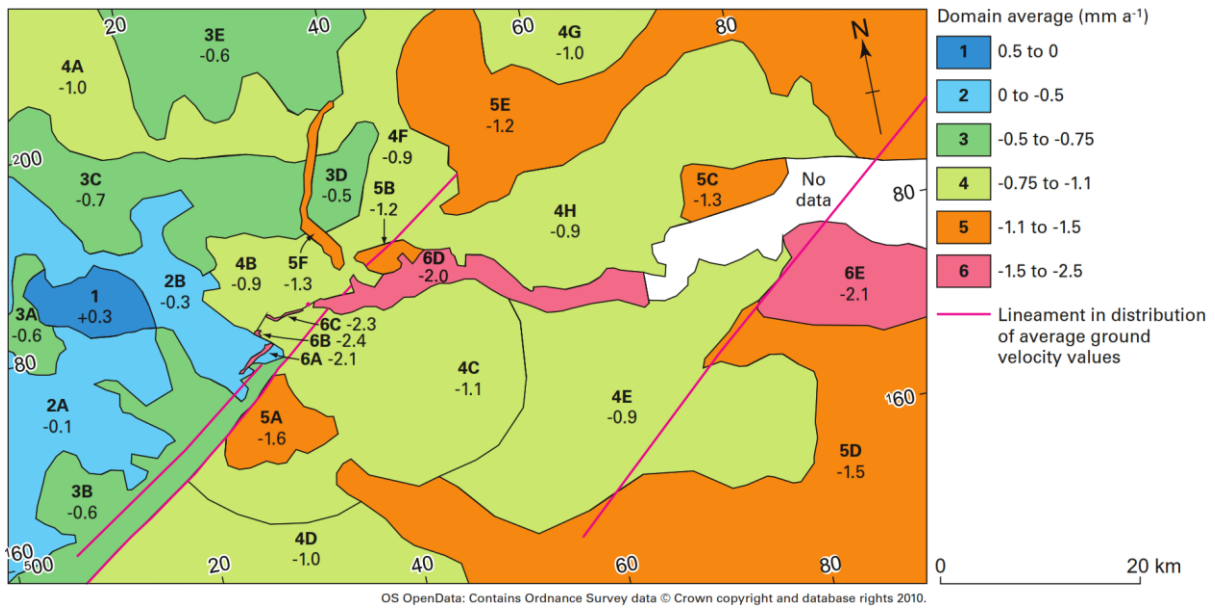 20
40
60
80
3E
-0.6
4G
-1.0
4A
-1.0
5E
-1.2
N
4F
-0.9
200
3D
-0.5
3C
-0.7
5B
-1.2
5C
-1.3
No
data
80
4H
-0.9
4B
-0.9
5F
-1.3
6D
-2.0
2B
-0.3
6E
-2.1
1
+0.3
3A
-0.6
6C -2.3
6B -2.4
6A -2.1
80
4C
-1.1
4E
-0.9
160
2A
-0.1
5A
-1.6
5D
-1.5
3B
-0.6
4D
-1.0
160
500
20
40
60
80
Domain average (mm a-1)
1 0.5 to 0
2 0 to -0.5
3 -0.5 to -0.75
4 -0.75 to -1.1
5 -1.1 to -1.5
6 -1.5 to -2.5
Lineament in distribution
of average ground
velocity values
0 20 km
OS OpenData: Contains Ordnance Survey data © Crown copyright and database rights 2010.